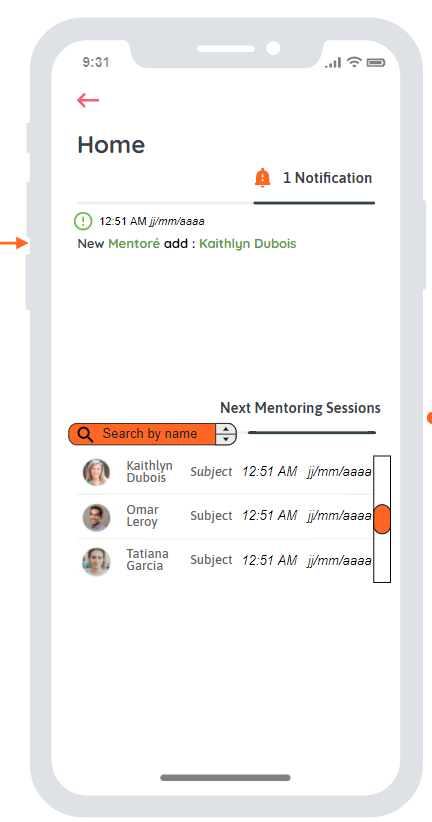 9:31
Home
1 Notification
12:51 AM jj/mm/aaaa
New Mentoré add : Kaithlyn Dubois
Next Mentoring Sessions
Search by name
Kaithlyn
Dubois
Subject 12:51 AM jj/mm/aaaa
Omar
Leroy
Subject 12:51 AM jj/mm/aaaa
Tatiana
Garcia
Subject 12:51 AM jj/mm/aaaa